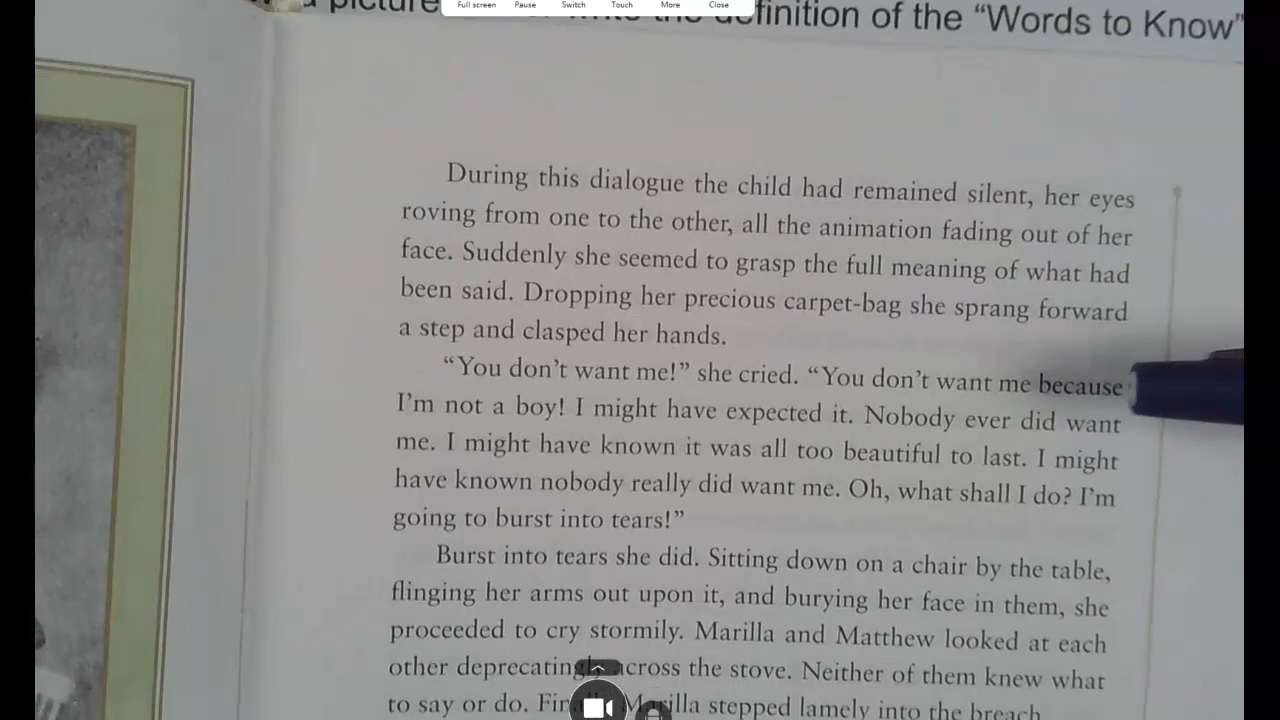 picture
Full screen Pause Switch Touch More Close
the definition of the “Words to Know”
During this dialogue the child had remained silent, her eyes
roving from one to the other, all the animation fading out of her
face. Suddenly she seemed to grasp the full meaning of what had
been said. Dropping her precious carpet-bag she sprang forward
a step and clasped her hands.
“You don’t want me!” she cried. “You don’t want me because
I’m not a boy! I might have expected it. Nobody ever did want
me. I might have known it was all too beautiful to last. I might
have known nobody really did want me. Oh, what shall I do? I’m
going to burst into tears!”
Burst into tears she did. Sitting down on a chair by the table,
flinging her arms out upon it, and burying her face in them, she
proceeded to cry stormily. Marilla and Matthew looked at each
other deprecatingly across the stove. Neither of them knew what
to say or do. Finally Marilla stepped lamely into the breach.